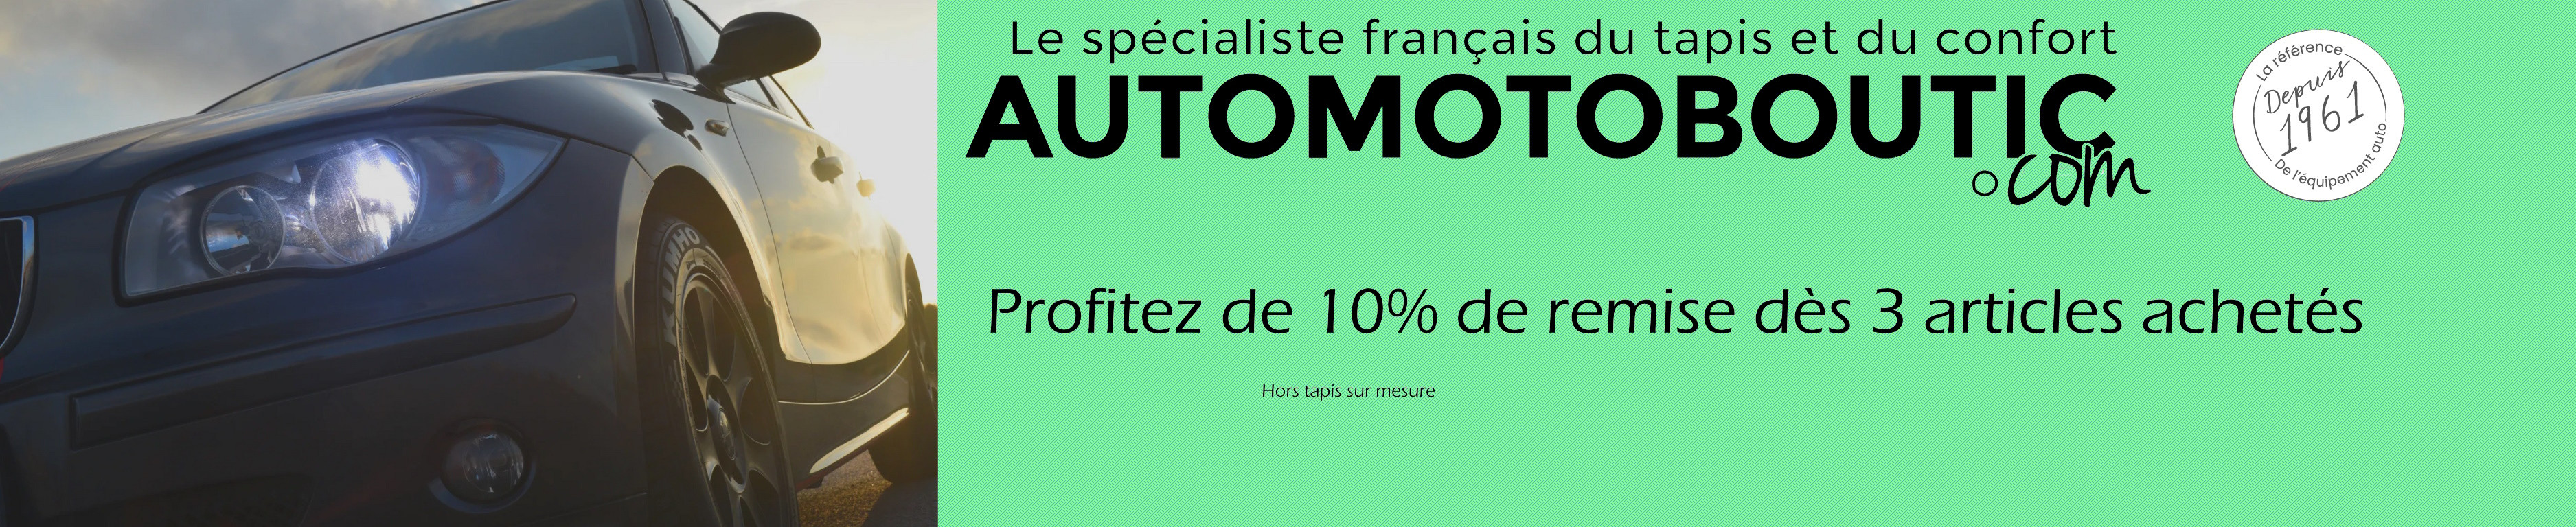 Le spécialiste français du tapis et du confort
AUTOMOTOBOUTIC
.com
La référence
Depuis
1961
De l'équipement auto
Profitez de 10% de remise dès 3 articles achetés
Hors tapis sur mesure
KUMHO